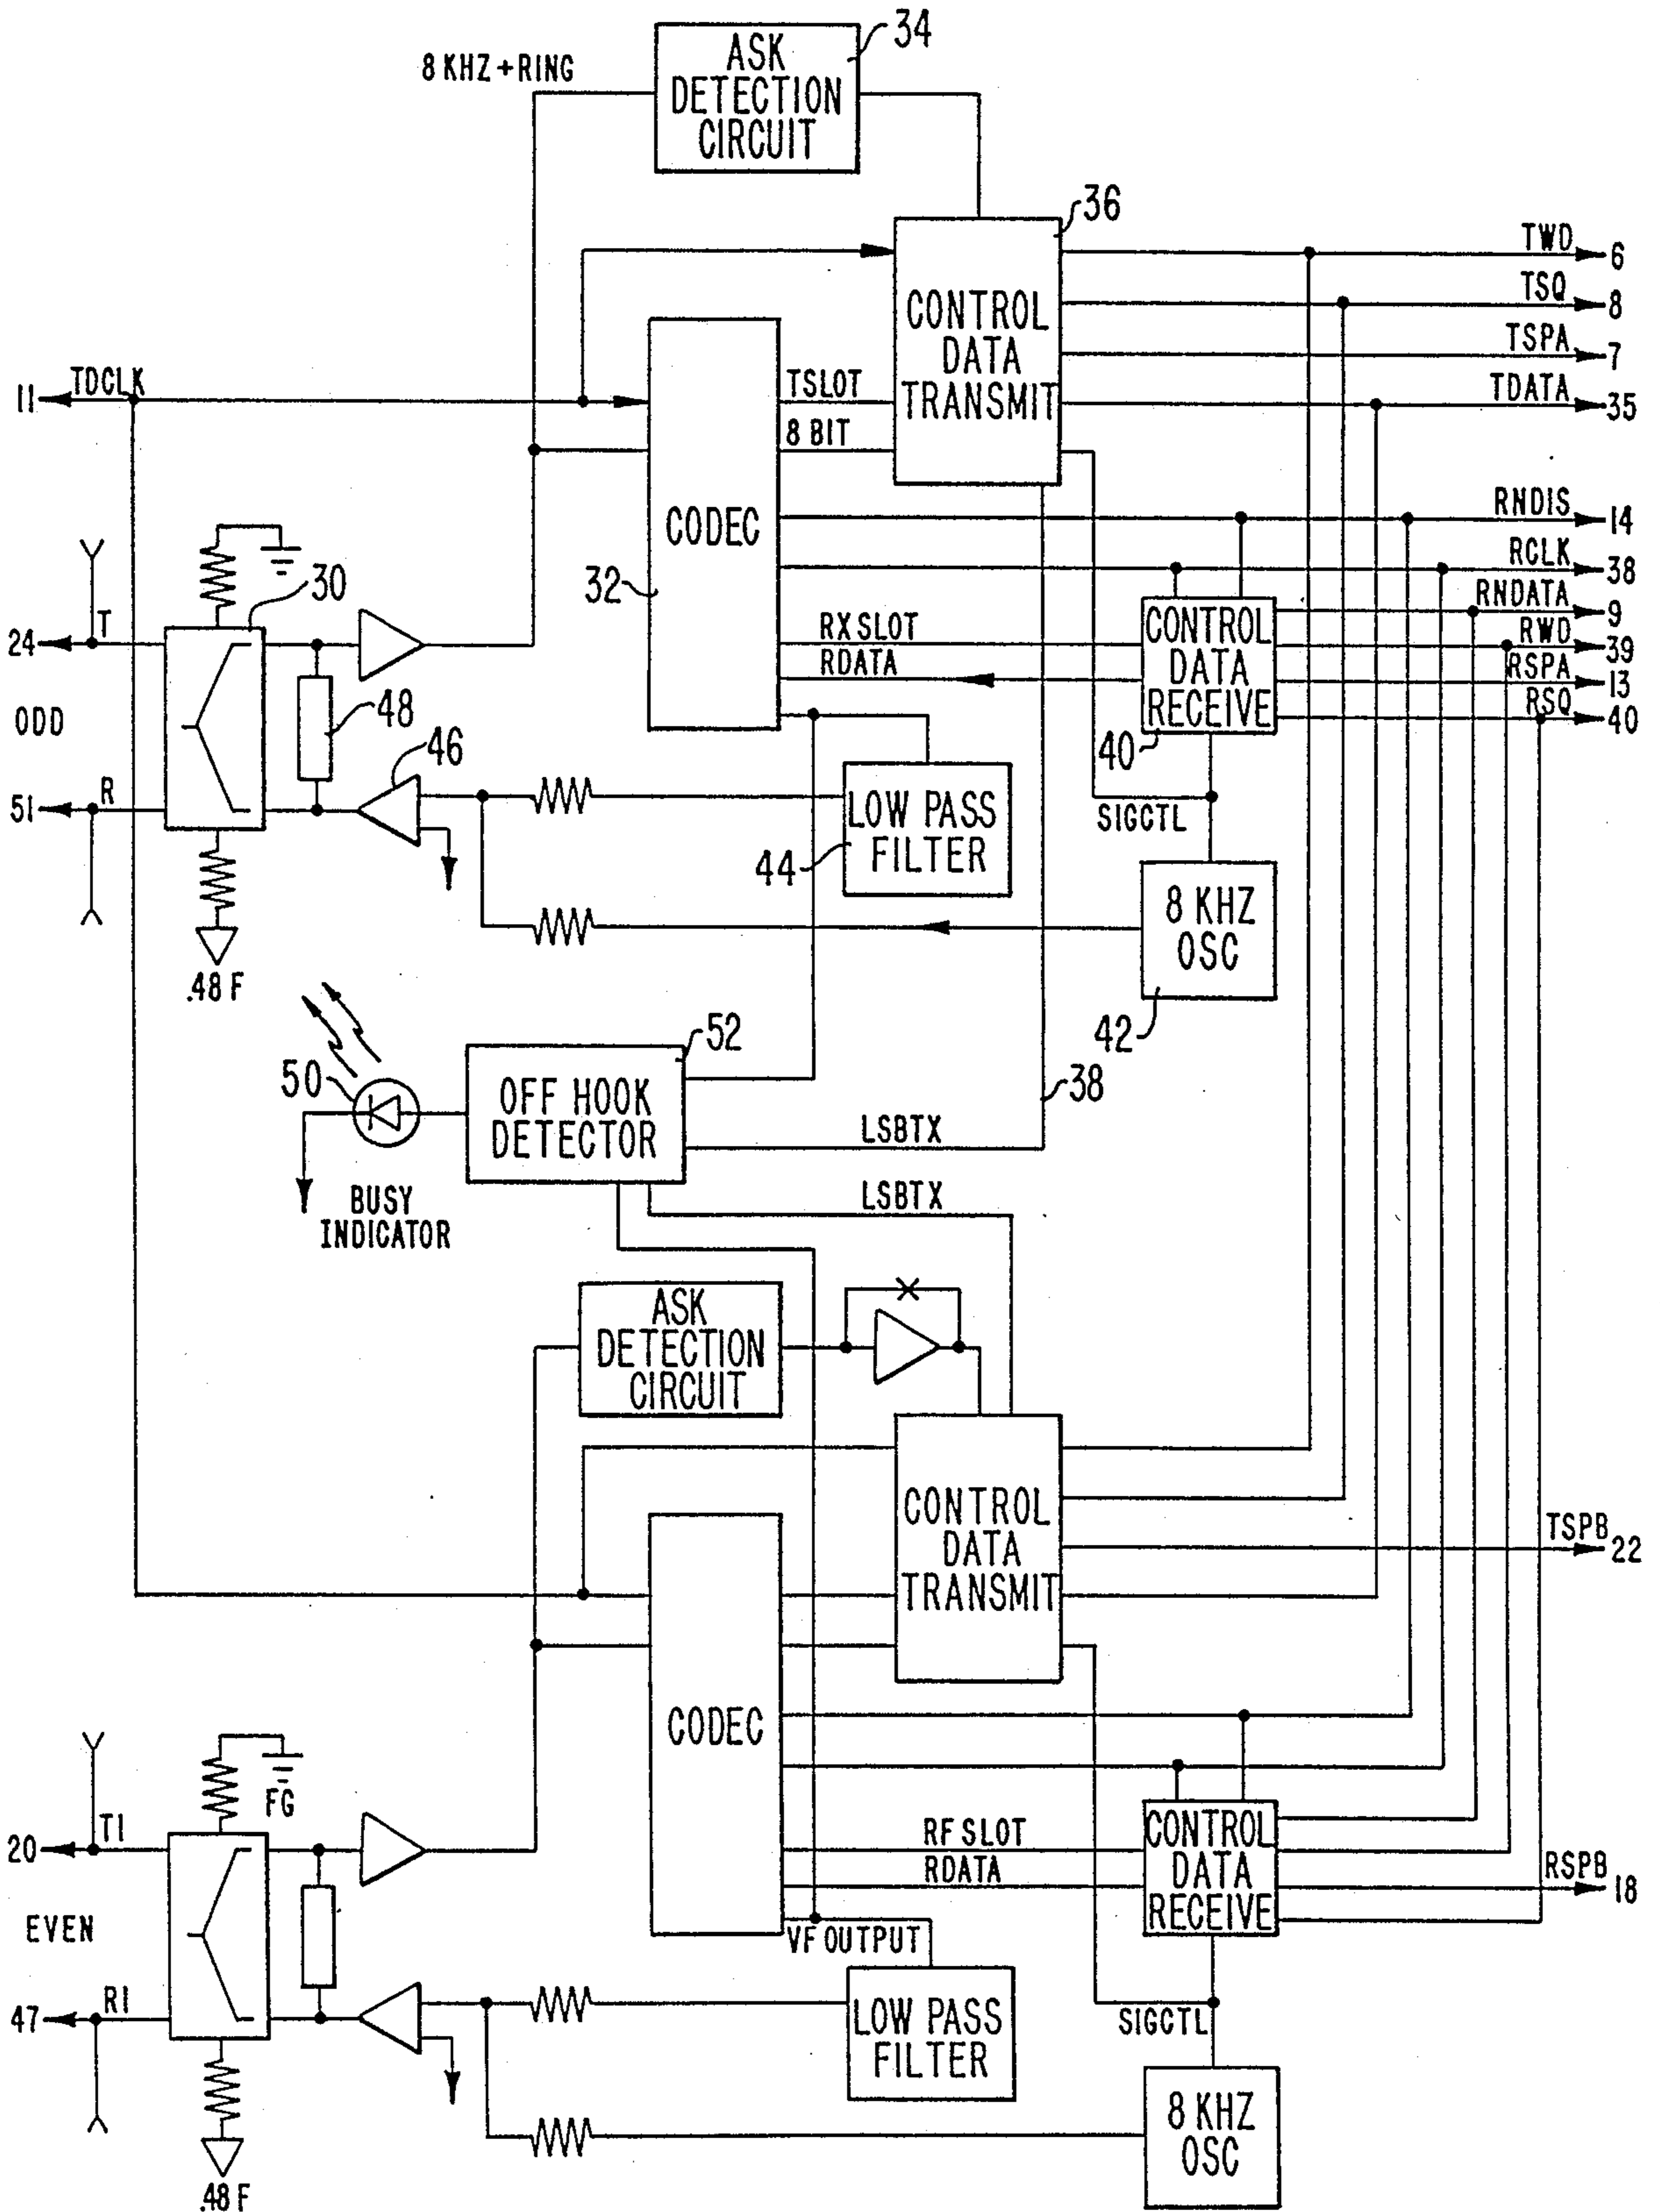 34
8 KHZ + RING
ASK
DETECTION
CIRCUIT
36
TWD
6
TSQ
8
TSPA
7
TDATA
35
CONTROL
DATA
TRANSMIT
11
TDCLK
TSLOT
8 BIT
CODEC
32
RNDIS
14
RCLK
38
RNDATA
9
RWD
39
RSPA
13
RSQ
40
30
24
T
ODD
48
46
51
R
RX SLOT
RDATA
CONTROL
DATA
RECEIVE
40
SIGCTL
LOW PASS
FILTER
44
8 KHZ
OSC
42
.48 F
50
52
OFF HOOK
DETECTOR
38
LSBTX
LSBTX
BUSY
INDICATOR
ASK
DETECTION
CIRCUIT
CONTROL
DATA
TRANSMIT
TSPB
22
CODEC
FG
20
T1
EVEN
47
R1
RF SLOT
RDATA
CONTROL
DATA
RECEIVE
RSPB
18
VF OUTPUT
LOW PASS
FILTER
SIGCTL
8 KHZ
OSC
.48 F